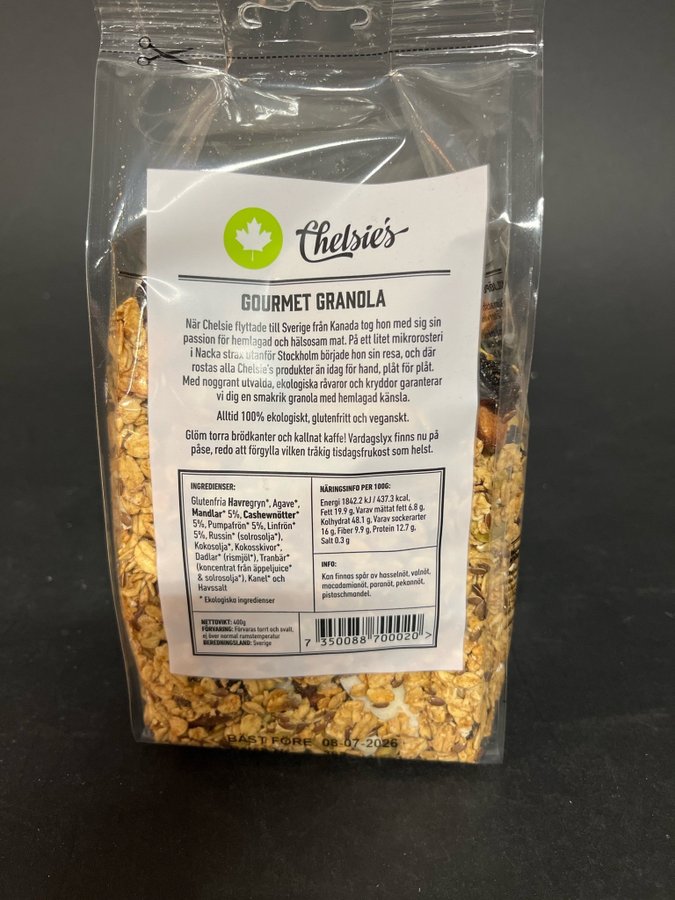 Chelsie's
GOURMET GRANOLA
När Chelsie flyttade till Sverige från Kanada tog hon med sig sin
passion för hemlagad och hälsosam mat. På ett litet mikrorosteri
i Nacka strax utanför Stockholm började hon sin resa, och där
rostas alla Chelsie's produkter än idag för hand, plåt för plåt.
Med noggrant utvalda, ekologiska råvaror och kryddor garanterar
vi dig en smakrik granola med hemlagad känsla.
Alltid 100% ekologiskt, glutenfritt och veganskt.
Glöm torra brödkanter och kallnat kaffe! Vardagslyx finns nu på
påse, redo att förgylla vilken tråkig tisdagsfrukost som helst.
INGREDIENSER:
Glutenfria Havregryn*, Agave*,
Mandlar* 5%, Cashewnötter*
5%, Pumpafrön* 5%, Linfrön*
5%, Russin* (solrosolja*),
Kokosolja*, Kokosskivor*,
Dadlar* (rismjöl*), Tranbär*
(koncentrat från äppeljuice*
& solrosolja*), Kanel* och
Havssalt
* Ekologiska ingredienser
NÄRINGSINFO PER 100G:
Energi 1842.2 kJ / 437.3 kcal,
Fett 19.9 g, Varav mättat fett 6.8 g,
Kolhydrat 48.1 g, Varav sockerarter
16 g, Fiber 9.9 g, Protein 12.7 g,
Salt 0.3 g
INFO:
Kan finnas spår av hasselnöt, valnöt,
macadamianöt, paranöt, pekannöt,
pistaschmandel.
NETTOVIKT: 400g
FÖRVARING: Förvaras torrt och svalt,
ej över normal rumstemperatur
BEREDNINGSLAND: Sverige
7 350088 700020 >
BÄST FÖRE 08-07-2026